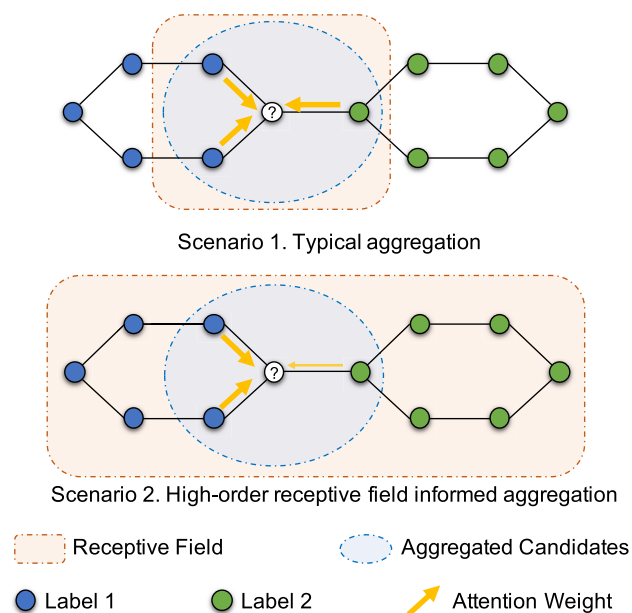 ?
Scenario 1. Typical aggregation
?
Scenario 2. High-order receptive field informed aggregation
Receptive Field
Aggregated Candidates
Label 1
Label 2
Attention Weight